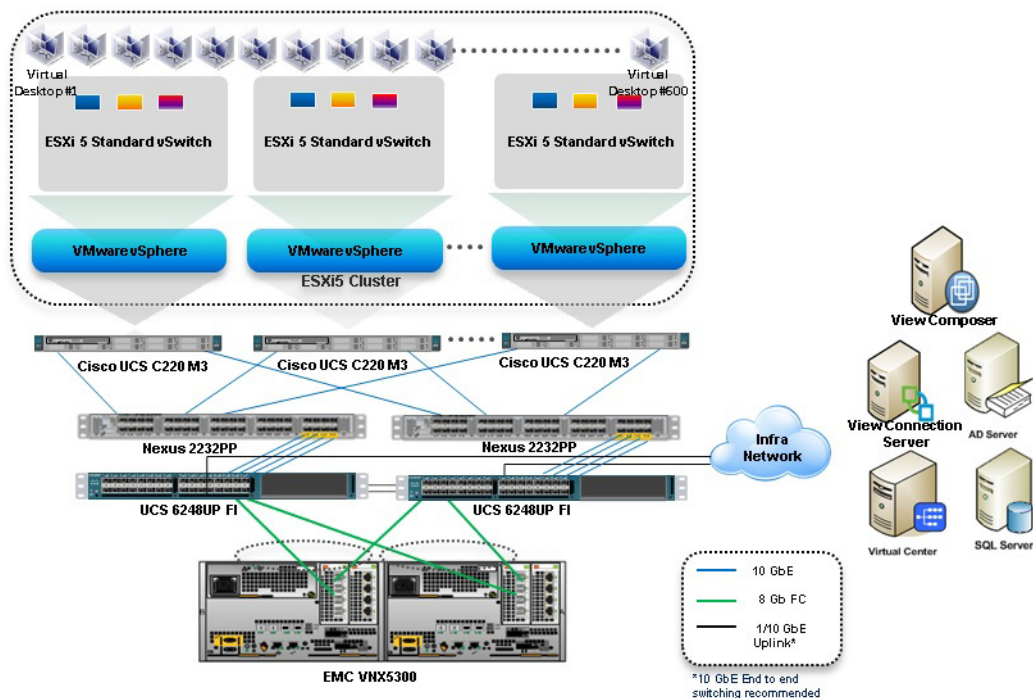 Virtual
Desktop #1
Virtual
Desktop #600
ESXi 5 Standard vSwitch
ESXi 5 Standard vSwitch
ESXi 5 Standard vSwitch
VMware vSphere
VMware vSphere
VMware vSphere
ESXi5 Cluster
View Composer
Cisco UCS C220 M3
Cisco UCS C220 M3
Cisco UCS C220 M3
View Connection
Server
AD Server
Nexus 2232PP
Nexus 2232PP
Infra
Network
UCS 6248UP FI
UCS 6248UP FI
Virtual Center
SQL Server
10 GbE
8 Gb FC
1/10 GbE
Uplink*
EMC VNX5300
*10 GbE End to end
switching recommended